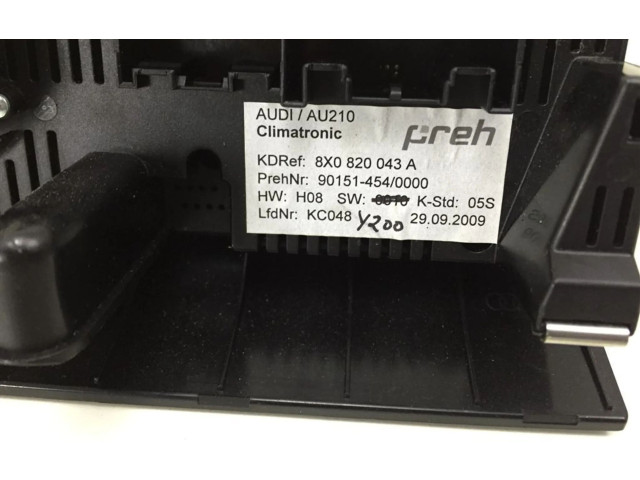 AUDI / AU210
Climatronic
preh
KDRef: 8X0 820 043 A
PrehNr: 90151-454/0000
HW: H08 SW: K-Std: 05S
LfdNr: KC048 Y200 29.09.2009